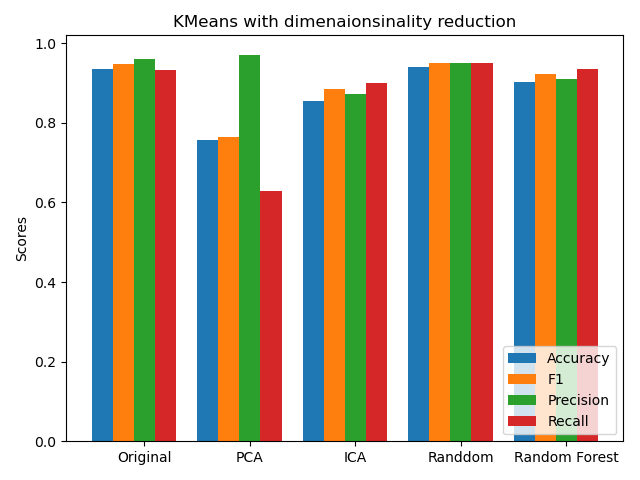 KMeans with dimenaionsinality reduction
1.0
0.8
0.6
0.4
0.2
0.0
Scores
Accuracy
F1
Precision
Recall
Original PCA ICA Randdom Random Forest